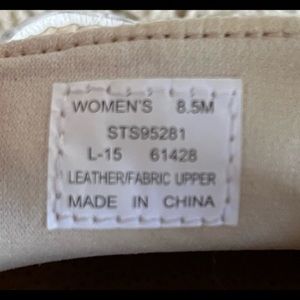 WOMEN'S 8.5M
STS95281
L-15 61428
LEATHER/FABRIC UPPER
MADE IN CHINA